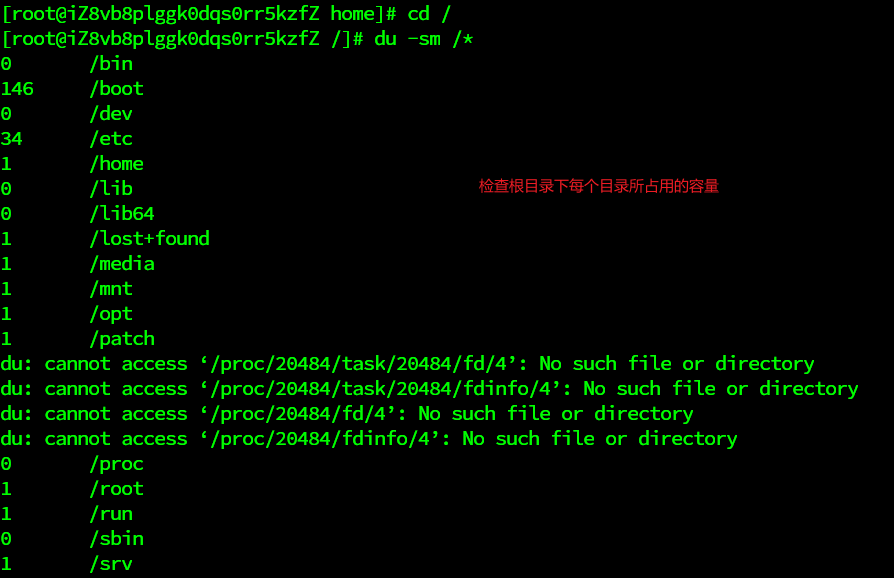 [root@iZ8vb8plggk0dqs0rr5kzfZ home]# cd /
[root@iZ8vb8plggk0dqs0rr5kzfZ /]# du -sm /*
0 /bin
146 /boot
0 /dev
34 /etc
1 /home
0 /lib
检查根目录下每个目录所占用的容量
0 /lib64
1 /lost+found
1 /media
1 /mnt
1 /opt
1 /patch
du: cannot access ‘/proc/20484/task/20484/fd/4’: No such file or directory
du: cannot access ‘/proc/20484/task/20484/fdinfo/4’: No such file or directory
du: cannot access ‘/proc/20484/fd/4’: No such file or directory
du: cannot access ‘/proc/20484/fdinfo/4’: No such file or directory
0 /proc
1 /root
1 /run
0 /sbin
1 /srv